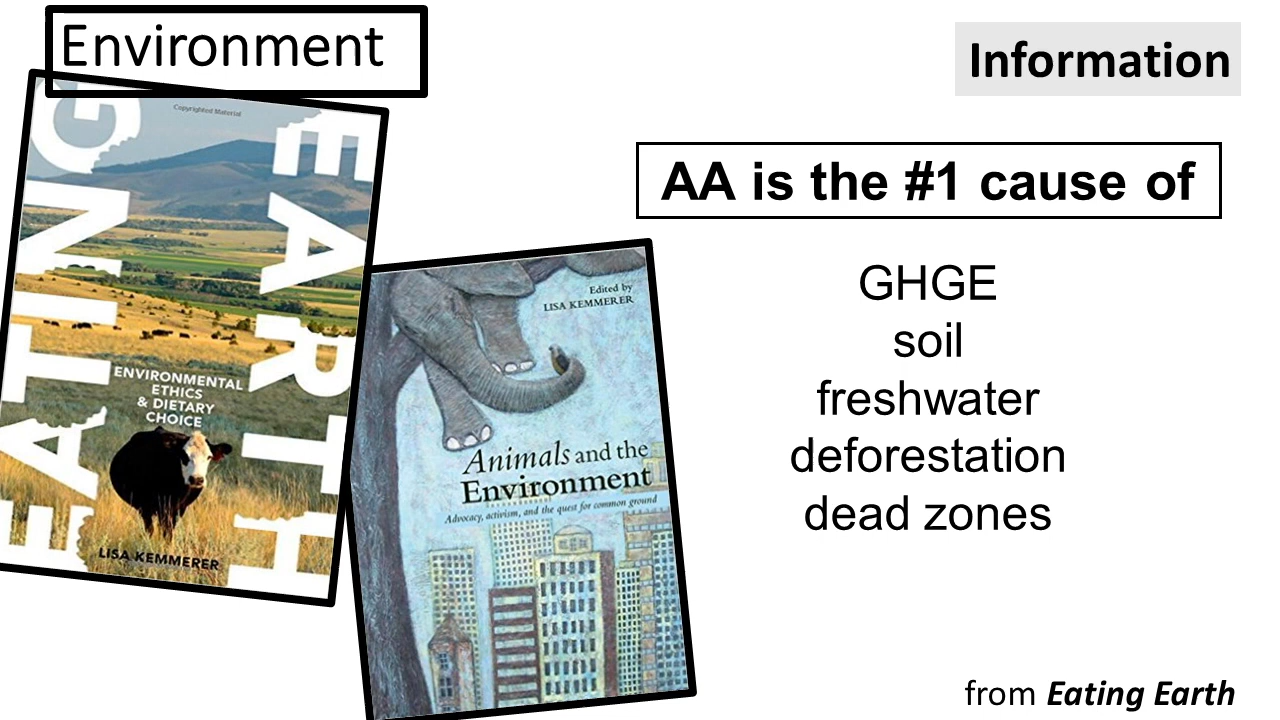 Environment
Information
AA is the #1 cause of
GHGE
soil
freshwater
deforestation
dead zones
from Eating Earth
Copyrighted Material
EATING
EARTH
ENVIRONMENTAL
ETHICS
& DIETARY
CHOICE
LISA KEMMERER
Edited by
LISA KEMMERER
Animals and the
Environment
Advocacy, activism, and the quest for common ground